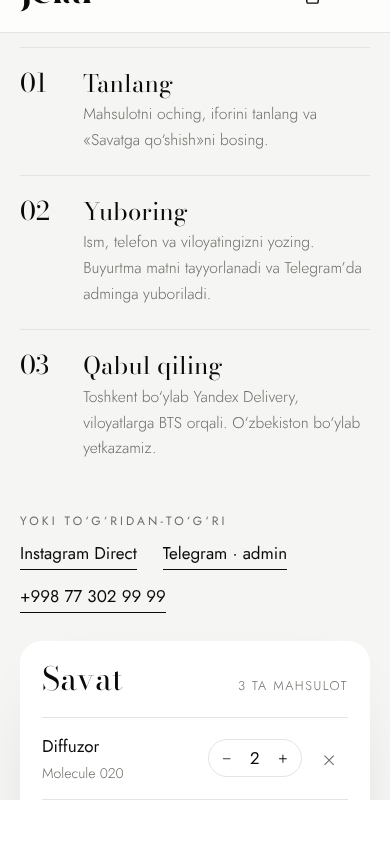 01
Tanlang
Mahsulotni oching, iforini tanlang va
«Savatga qo‘shish»ni bosing.
02
Yuboring
Ism, telefon va viloyatingizni yozing.
Buyurtma matni tayyorlanadi va Telegram’da
adminga yuboriladi.
03
Qabul qiling
Toshkent bo‘ylab Yandex Delivery,
viloyatlarga BTS orqali. O‘zbekiston bo‘ylab
yetkazamiz.
YOKI TO‘G‘RIDAN-TO‘G‘RI
Instagram Direct Telegram · admin
+998 77 302 99 99
Savat 3 TA MAHSULOT
Diffuzor
− 2 + ×
Molecule 020